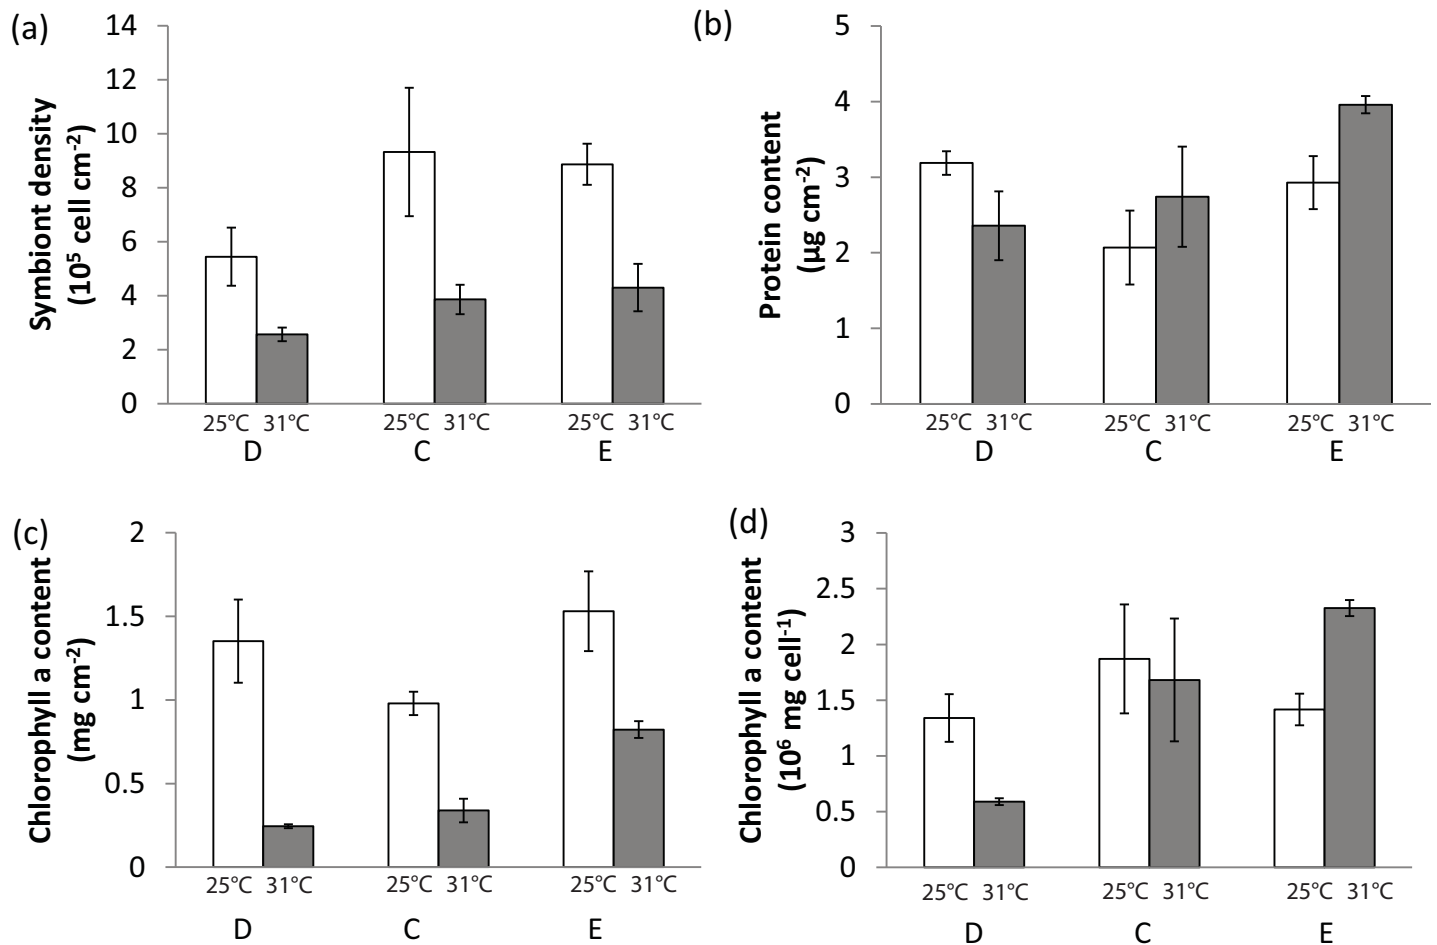 (a)
Symbiont density
(10⁵ cell cm⁻²)
14
12
10
8
6
4
2
0
25°C 31°C 25°C 31°C 25°C 31°C
D C E
(b)
Protein content
(µg cm⁻²)
5
4
3
2
1
0
25°C 31°C 25°C 31°C 25°C 31°C
D C E
(c)
Chlorophyll a content
(mg cm⁻²)
2
1.5
1
0.5
0
25°C 31°C 25°C 31°C 25°C 31°C
D C E
(d)
Chlorophyll a content
(10⁶ mg cell⁻¹)
3
2.5
2
1.5
1
0.5
0
25°C 31°C 25°C 31°C 25°C 31°C
D C E